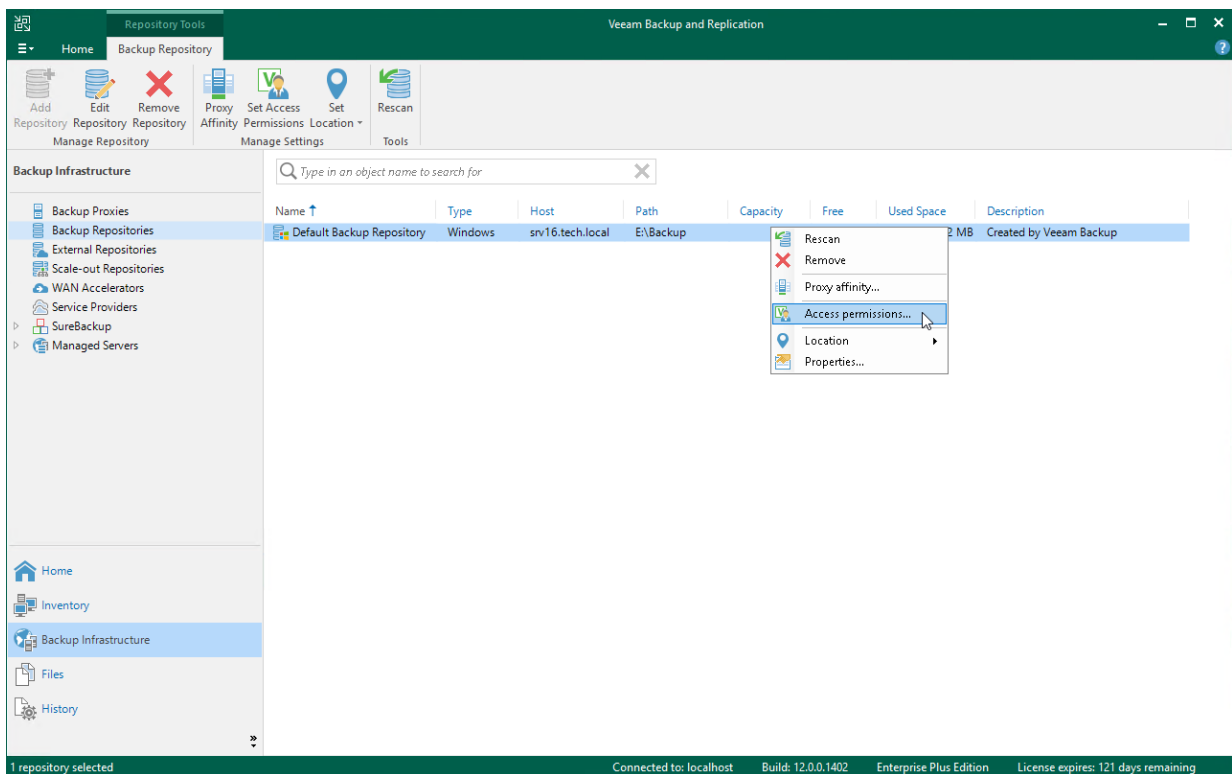 Repository Tools
Veeam Backup and Replication
Home
Backup Repository
Add Repository
Edit Repository
Remove Repository
Manage Repository
Proxy Affinity
Set Access Permissions
Set Location
Manage Settings
Rescan
Tools
Backup Infrastructure
Backup Proxies
Backup Repositories
External Repositories
Scale-out Repositories
WAN Accelerators
Service Providers
SureBackup
Managed Servers
Type in an object name to search for
Name Type Host Path Capacity Free Used Space Description
Default Backup Repository Windows srv16.tech.local E:\Backup 2 MB Created by Veeam Backup
Rescan
Remove
Proxy affinity...
Access permissions...
Location
Properties...
Home
Inventory
Backup Infrastructure
Files
History
1 repository selected
Connected to: localhost
Build: 12.0.0.1402
Enterprise Plus Edition
License expires: 121 days remaining